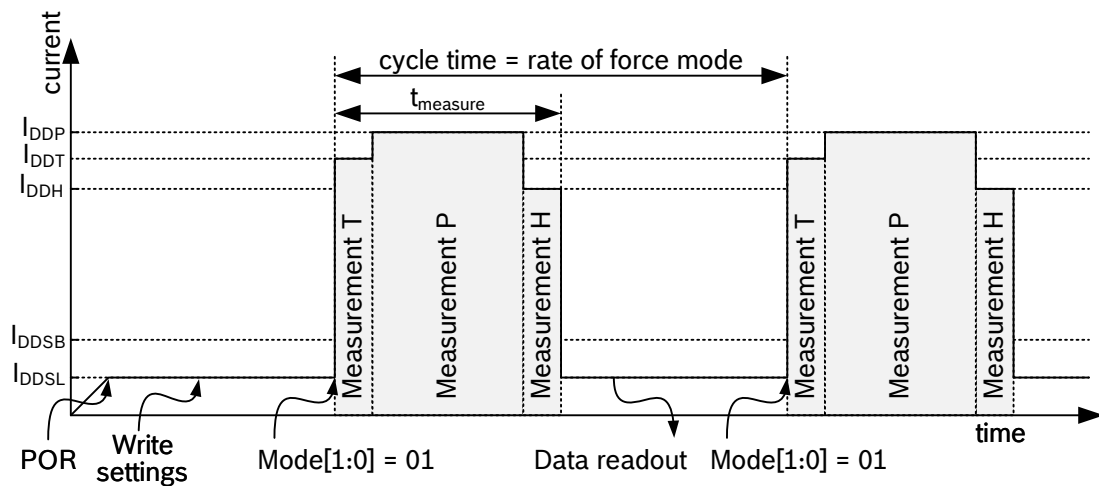 current
cycle time = rate of force mode
tmeasure
IDDP
IDDT
IDDH
IDDSB
IDDSL
Measurement T
Measurement P
Measurement H
Measurement T
Measurement P
Measurement H
time
POR
Write
settings
Mode[1:0] = 01
Data readout
Mode[1:0] = 01